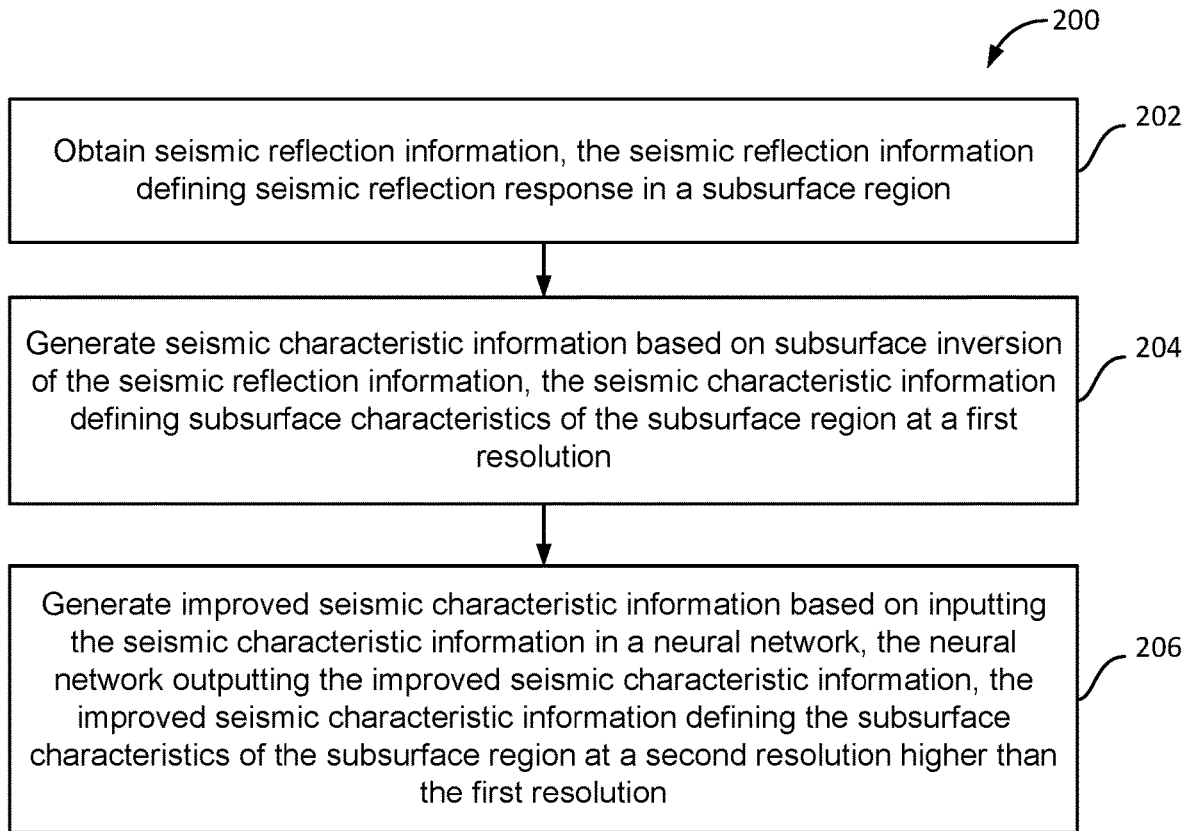 200
Obtain seismic reflection information, the seismic reflection information
defining seismic reflection response in a subsurface region
202
Generate seismic characteristic information based on subsurface inversion
of the seismic reflection information, the seismic characteristic information
defining subsurface characteristics of the subsurface region at a first
resolution
204
Generate improved seismic characteristic information based on inputting
the seismic characteristic information in a neural network, the neural
network outputting the improved seismic characteristic information, the
improved seismic characteristic information defining the subsurface
characteristics of the subsurface region at a second resolution higher than
the first resolution
206